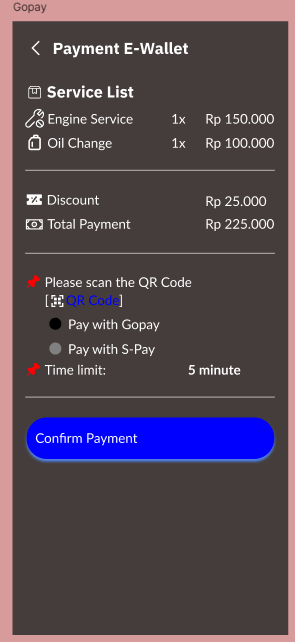 Gopay
Payment E-Wallet
Service List
Engine Service 1x Rp 150.000
Oil Change 1x Rp 100.000
Discount Rp 25.000
Total Payment Rp 225.000
Please scan the QR Code
[ QR Code]
Pay with Gopay
Pay with S-Pay
Time limit: 5 minute
Confirm Payment